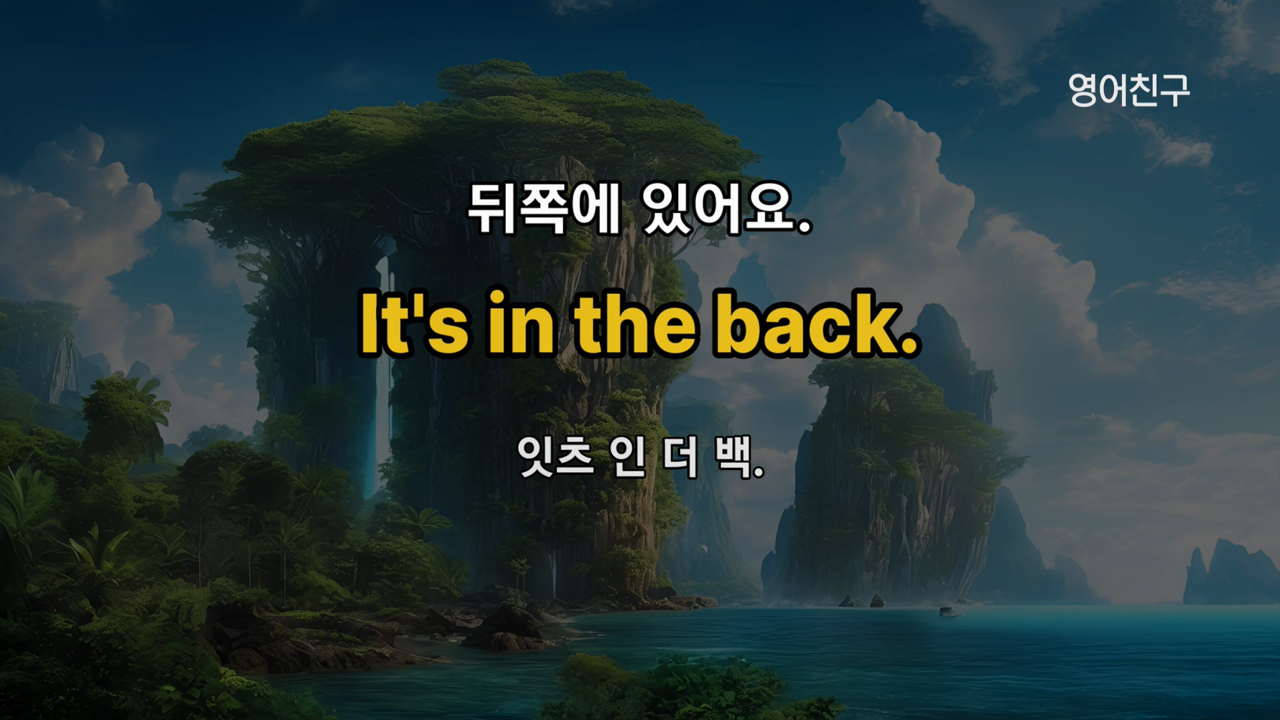 영어친구
뒤쪽에 있어요.
It's in the back.
잇츠 인 더 백.